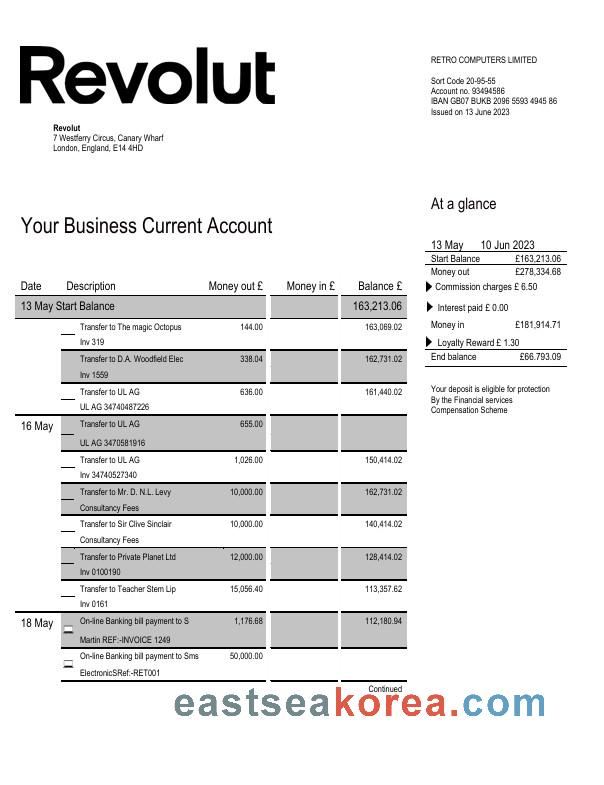 Revolut
RETRO COMPUTERS LIMITED
Sort Code 20-95-55
Account no. 93494586
IBAN GB07 BUKB 2096 5593 4945 86
Issued on 13 June 2023
Revolut
7 Westferry Circus, Canary Wharf
London, England, E14 4HD
At a glance
Your Business Current Account
13 May 10 Jun 2023
Start Balance £163,213.06
Money out £278,334.68
Commission charges £ 6.50
Interest paid £ 0.00
Money in £181,914.71
Loyalty Reward £ 1.30
End balance £66.793.09
Your deposit is eligible for protection
By the Financial services
Compensation Scheme
Date Description Money out £ Money in £ Balance £
13 May Start Balance 163,213.06
Transfer to The magic Octopus 144.00 163,069.02
Inv 319
Transfer to D.A. Woodfield Elec 338.04 162,731.02
Inv 1559
Transfer to UL AG 636.00 161,440.02
UL AG 34740487226
16 May Transfer to UL AG 655.00
UL AG 3470581916
Transfer to UL AG 1,026.00 150,414.02
Inv 34740527340
Transfer to Mr. D. N.L. Levy 10,000.00 162,731.02
Consultancy Fees
Transfer to Sir Clive Sinclair 10,000.00 140,414.02
Consultancy Fees
Transfer to Private Planet Ltd 12,000.00 128,414.02
Inv 0100190
Transfer to Teacher Stem Lip 15,056.40 113,357.62
Inv 0161
18 May On-line Banking bill payment to S 1,176.68 112,180.94
Martin REF:-INVOICE 1249
On-line Banking bill payment to Sms 50,000.00
ElectronicSRef:-RET001
Continued
eastseakorea.com